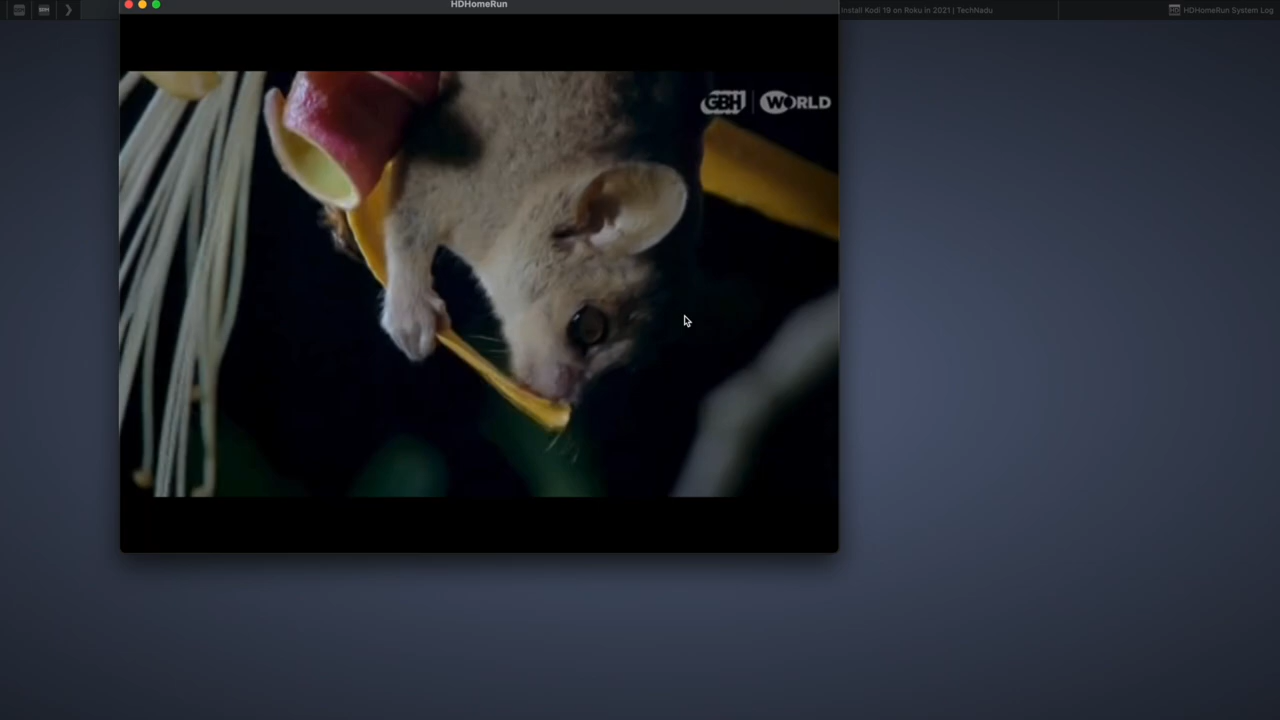 HDHomeRun
Install Kodi 19 on Roku in 2021 | TechNadu
HDHomeRun System Log
GBH | WORLD